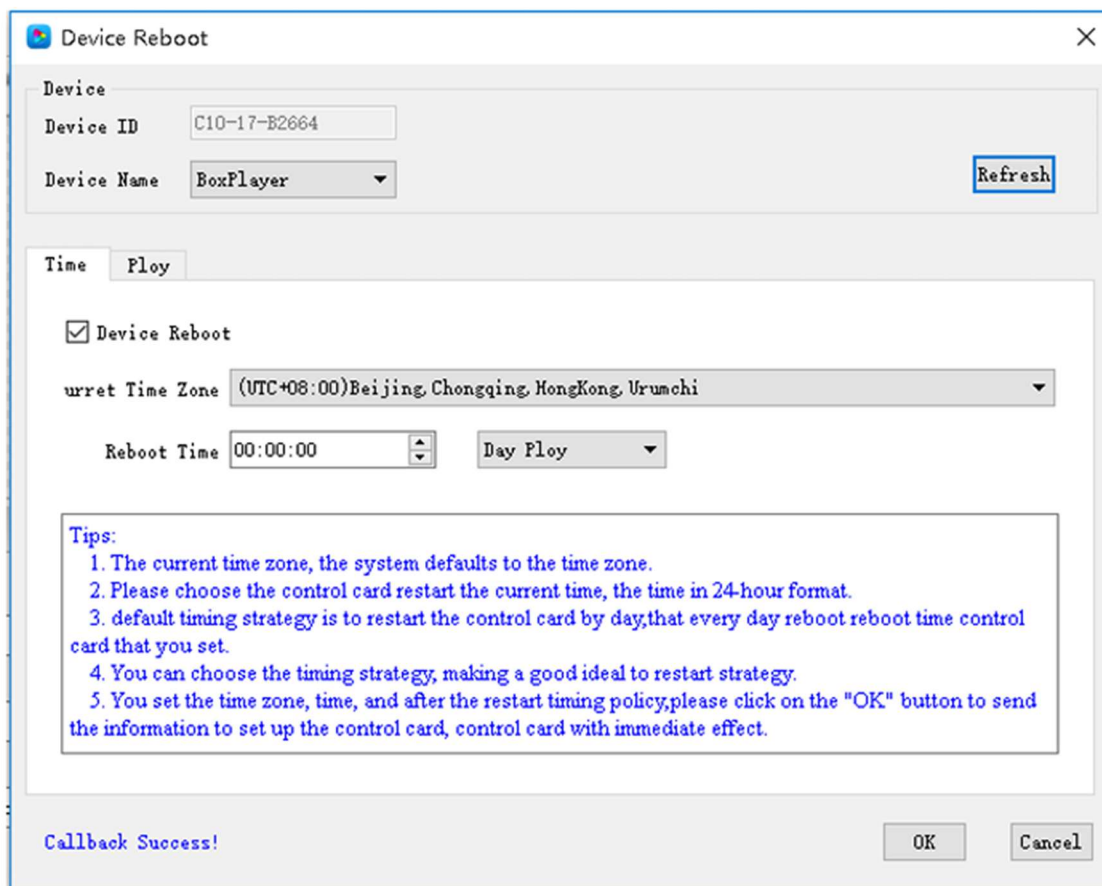 Device Reboot
Device
Device ID C10-17-B2664
Device Name BoxPlayer
Refresh
Time Ploy
Device Reboot
urret Time Zone (UTC+08:00)Beijing,Chongqing,HongKong,Urumchi
Reboot Time 00:00:00 Day Ploy
Tips:
1. The current time zone, the system defaults to the time zone.
2. Please choose the control card restart the current time, the time in 24-hour format.
3. default timing strategy is to restart the control card by day,that every day reboot reboot time control
card that you set.
4. You can choose the timing strategy, making a good ideal to restart strategy.
5. You set the time zone, time, and after the restart timing policy,please click on the "OK" button to send
the information to set up the control card, control card with immediate effect.
Callback Success!
OK Cancel